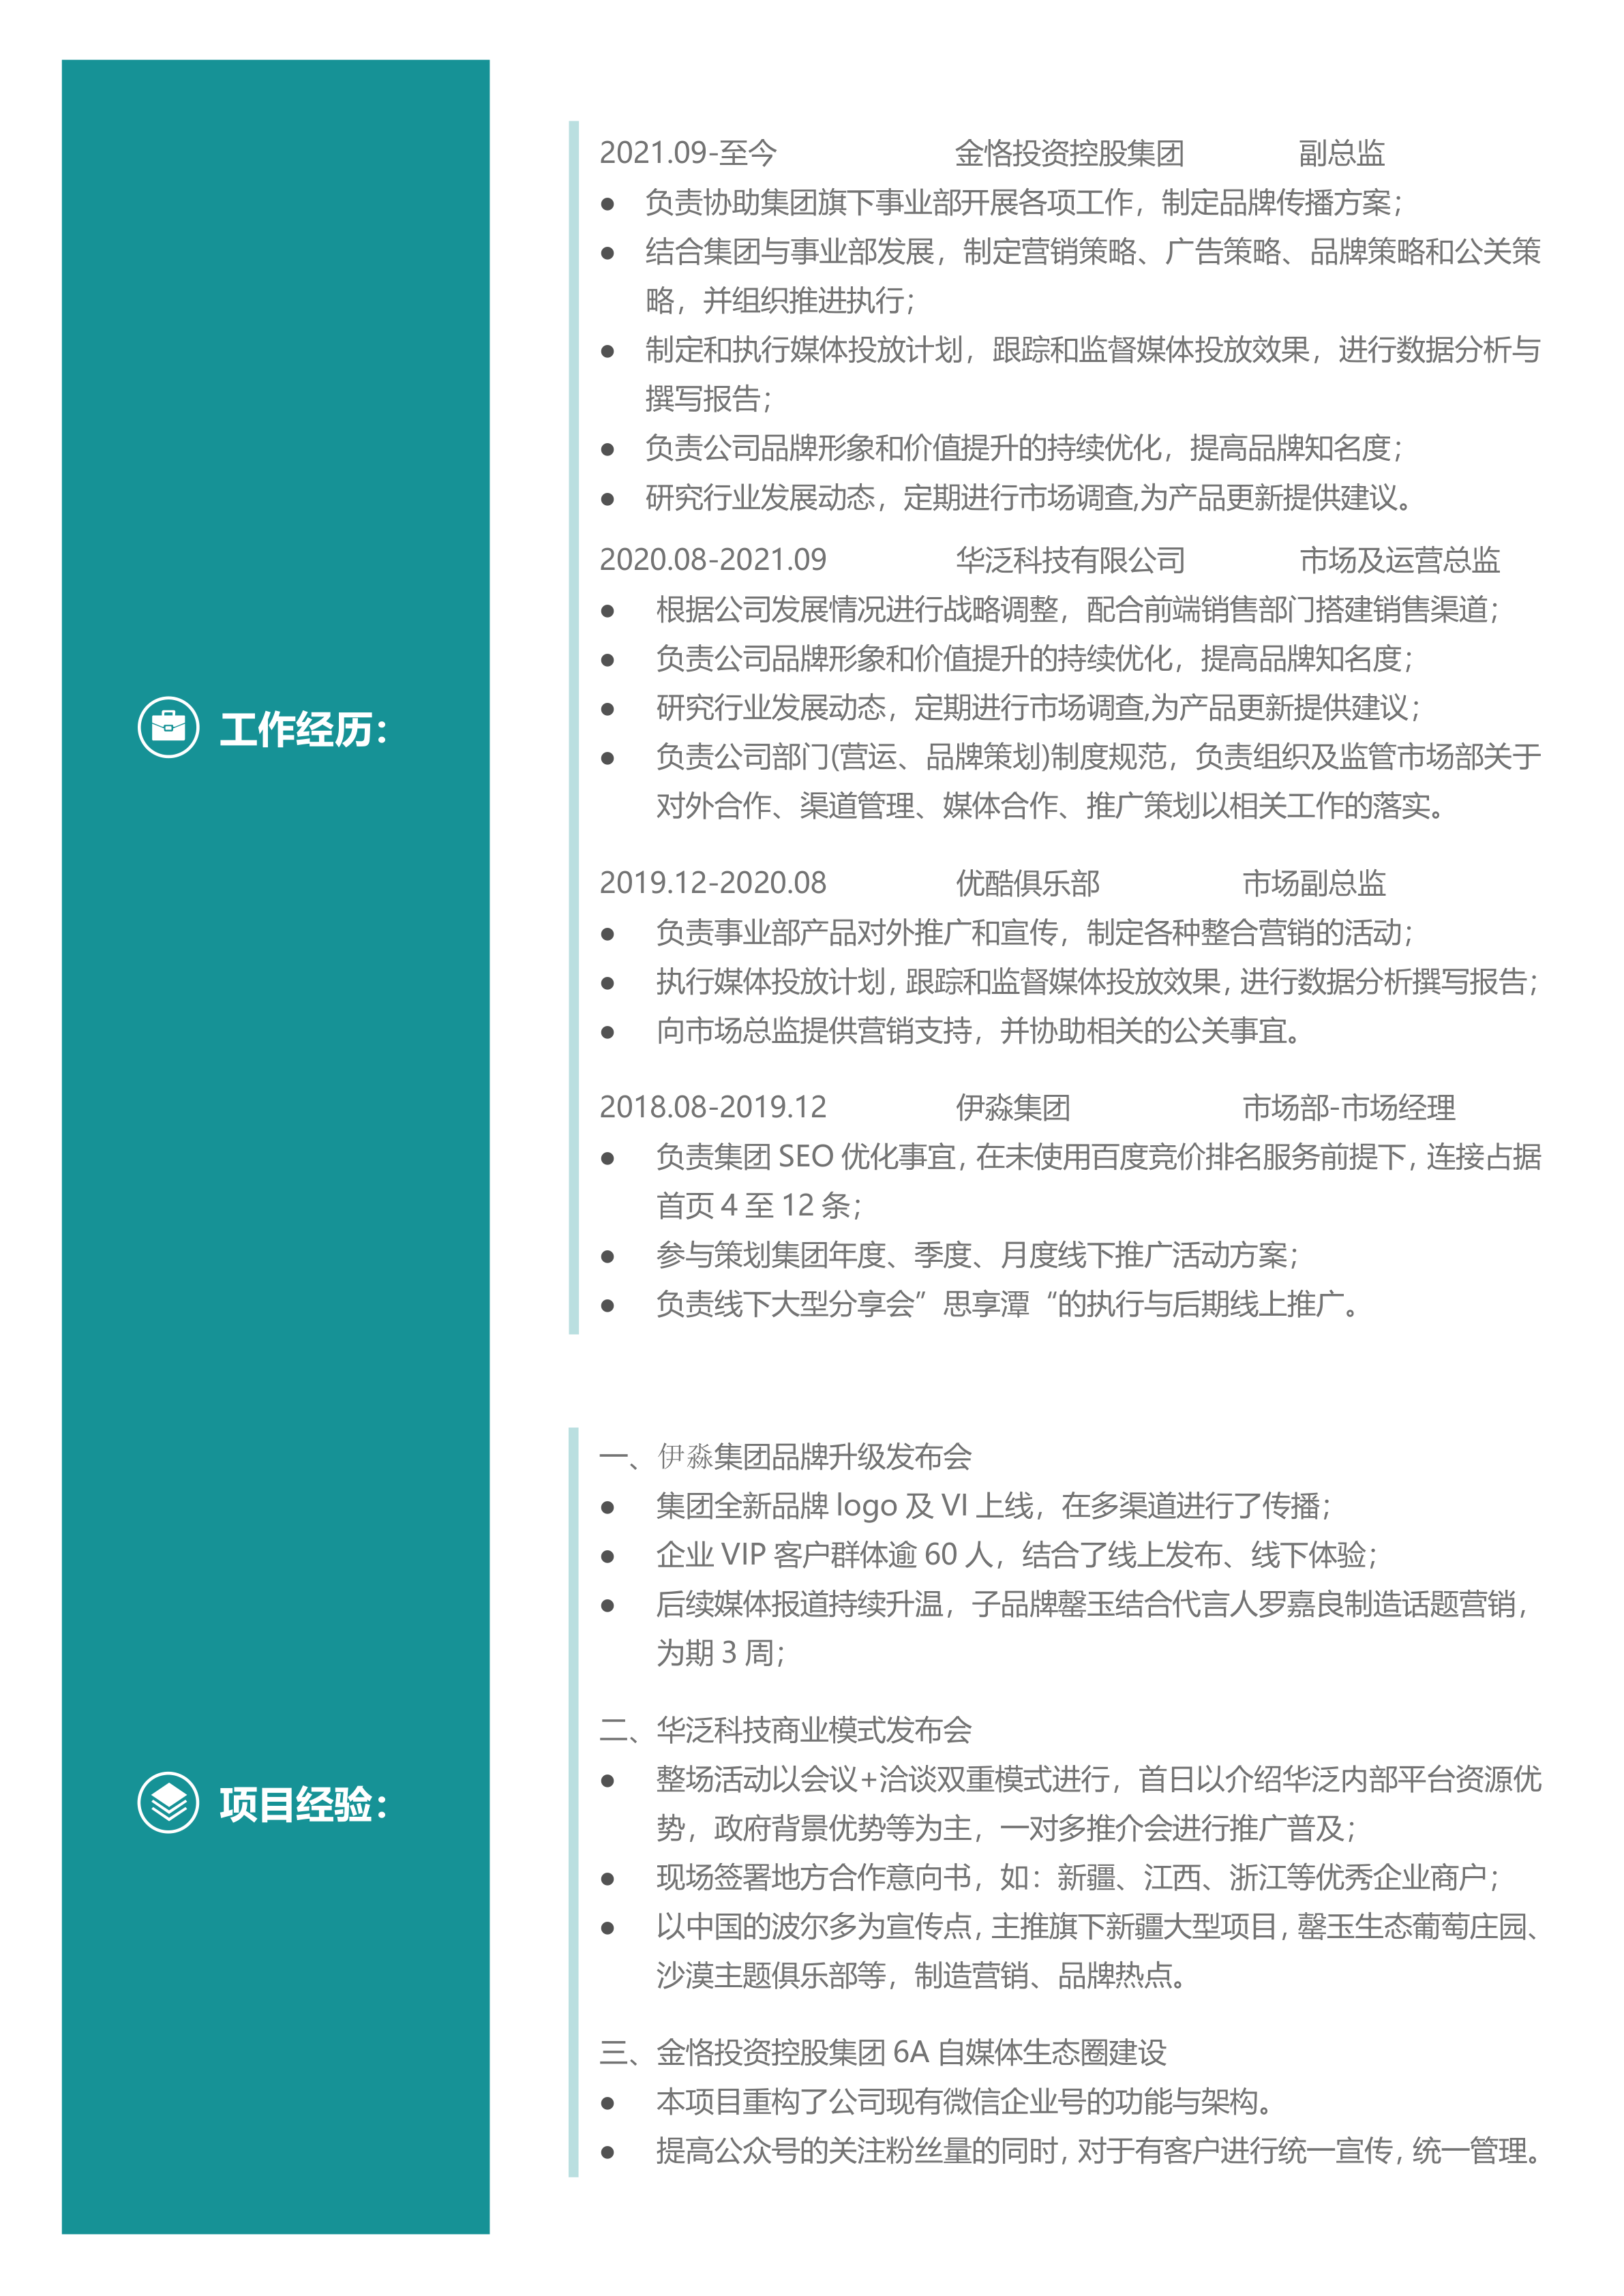 工作经历：
2021.09-至今 金恪投资控股集团 副总监
● 负责协助集团旗下事业部开展各项工作，制定品牌传播方案；
● 结合集团与事业部发展，制定营销策略、广告策略、品牌策略和公关策
略，并组织推进执行；
● 制定和执行媒体投放计划，跟踪和监督媒体投放效果，进行数据分析与
撰写报告；
● 负责公司品牌形象和价值提升的持续优化，提高品牌知名度；
● 研究行业发展动态，定期进行市场调查,为产品更新提供建议。
2020.08-2021.09 华泛科技有限公司 市场及运营总监
● 根据公司发展情况进行战略调整，配合前端销售部门搭建销售渠道；
● 负责公司品牌形象和价值提升的持续优化，提高品牌知名度；
● 研究行业发展动态，定期进行市场调查,为产品更新提供建议；
● 负责公司部门(营运、品牌策划)制度规范，负责组织及监管市场部关于
对外合作、渠道管理、媒体合作、推广策划以相关工作的落实。
2019.12-2020.08 优酷俱乐部 市场副总监
● 负责事业部产品对外推广和宣传，制定各种整合营销的活动；
● 执行媒体投放计划，跟踪和监督媒体投放效果，进行数据分析撰写报告；
● 向市场总监提供营销支持，并协助相关的公关事宜。
2018.08-2019.12 伊淼集团 市场部-市场经理
● 负责集团 SEO 优化事宜，在未使用百度竞价排名服务前提下，连接占据
首页 4 至 12 条；
● 参与策划集团年度、季度、月度线下推广活动方案；
● 负责线下大型分享会”思享潭“的执行与后期线上推广。
项目经验：
一、伊淼集团品牌升级发布会
● 集团全新品牌 logo 及 VI 上线，在多渠道进行了传播；
● 企业 VIP 客户群体逾 60 人，结合了线上发布、线下体验；
● 后续媒体报道持续升温，子品牌罄玉结合代言人罗嘉良制造话题营销，
为期 3 周；
二、华泛科技商业模式发布会
● 整场活动以会议+洽谈双重模式进行，首日以介绍华泛内部平台资源优
势，政府背景优势等为主，一对多推介会进行推广普及；
● 现场签署地方合作意向书，如：新疆、江西、浙江等优秀企业商户；
● 以中国的波尔多为宣传点，主推旗下新疆大型项目，罄玉生态葡萄庄园、
沙漠主题俱乐部等，制造营销、品牌热点。
三、金恪投资控股集团 6A 自媒体生态圈建设
● 本项目重构了公司现有微信企业号的功能与架构。
● 提高公众号的关注粉丝量的同时，对于有客户进行统一宣传，统一管理。